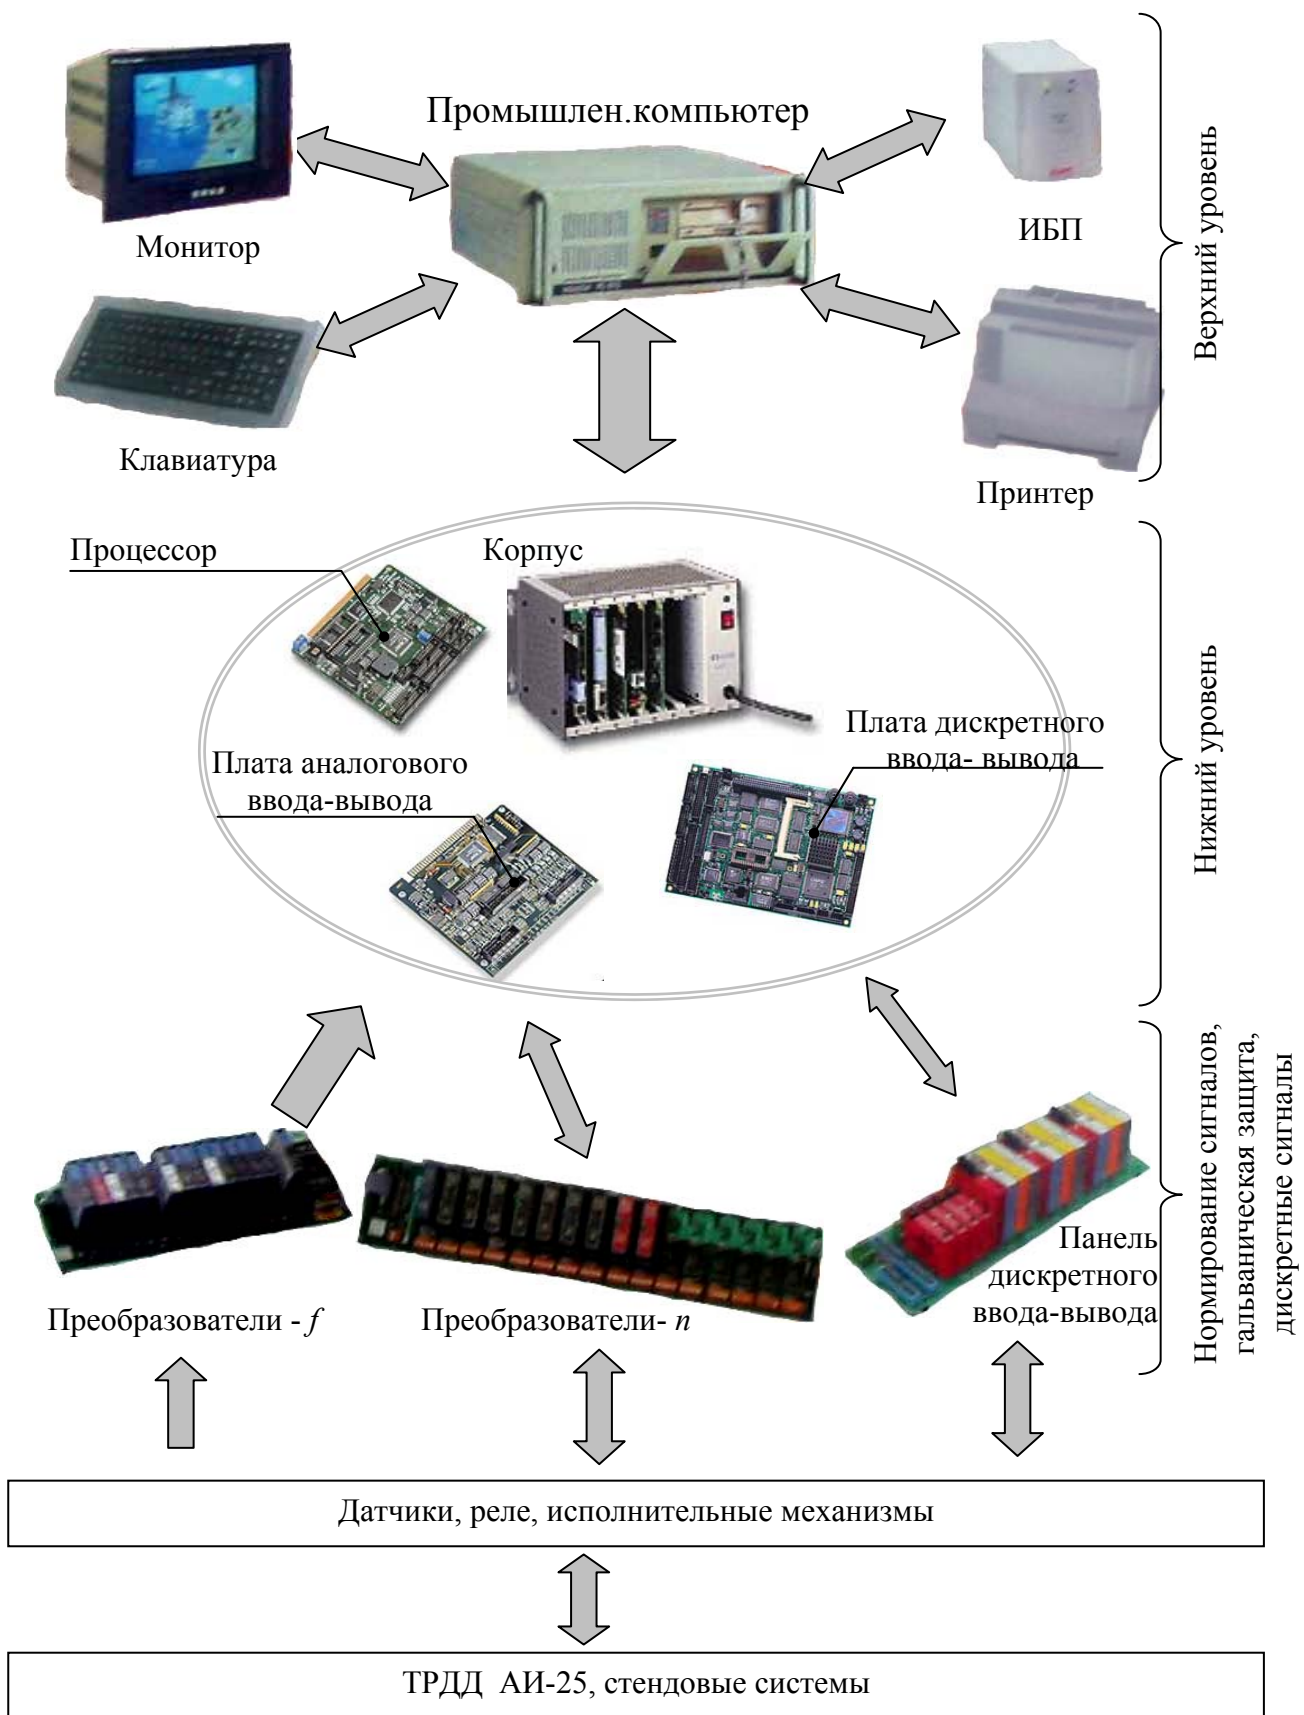 Промышлен.компьютер
Монитор
ИБП
Клавиатура
Принтер
Верхний уровень
Процессор
Корпус
Плата дискретного
ввода- вывода
Плата аналогового
ввода-вывода
Нижний уровень
Преобразователи - f
Преобразователи- n
Панель
дискретного
ввода-вывода
Нормирование сигналов,
гальваническая защита,
дискретные сигналы
Датчики, реле, исполнительные механизмы
ТРДД АИ-25, стендовые системы